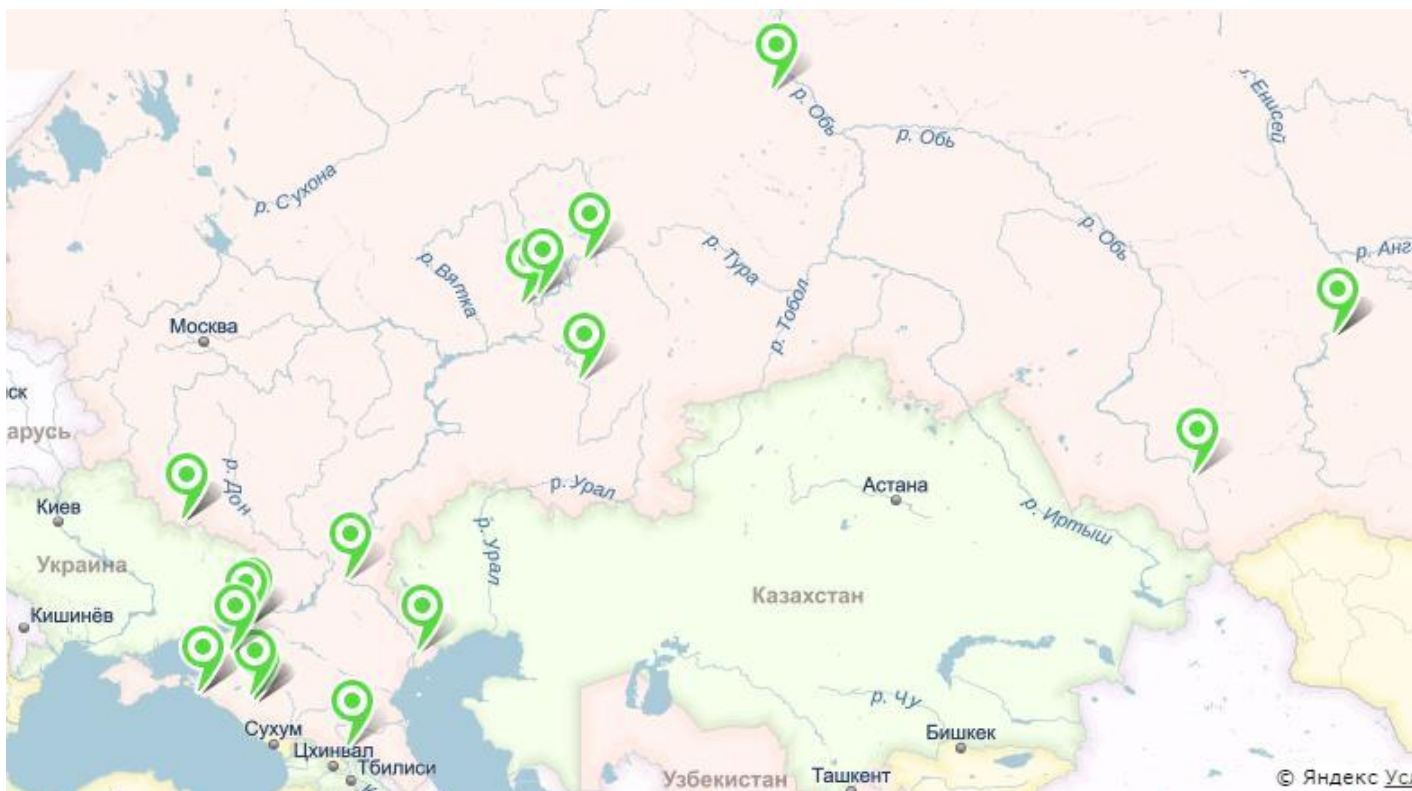 р. Обь
р. Обь
р. Енисей
р. Сухона
р. Обь
р. Вятка
р. Тура
р. Анг
Москва
р. Тобол
ск
арусь
р. Дон
р. Урал
Астана
Киев
р. Урал
р. Иртыш
Украина
Казахстан
Кишинёв
р. Чу
Сухум
Бишкек
Цхинвал
Тбилиси
Узбекистан
Ташкент
© Яндекс Усл